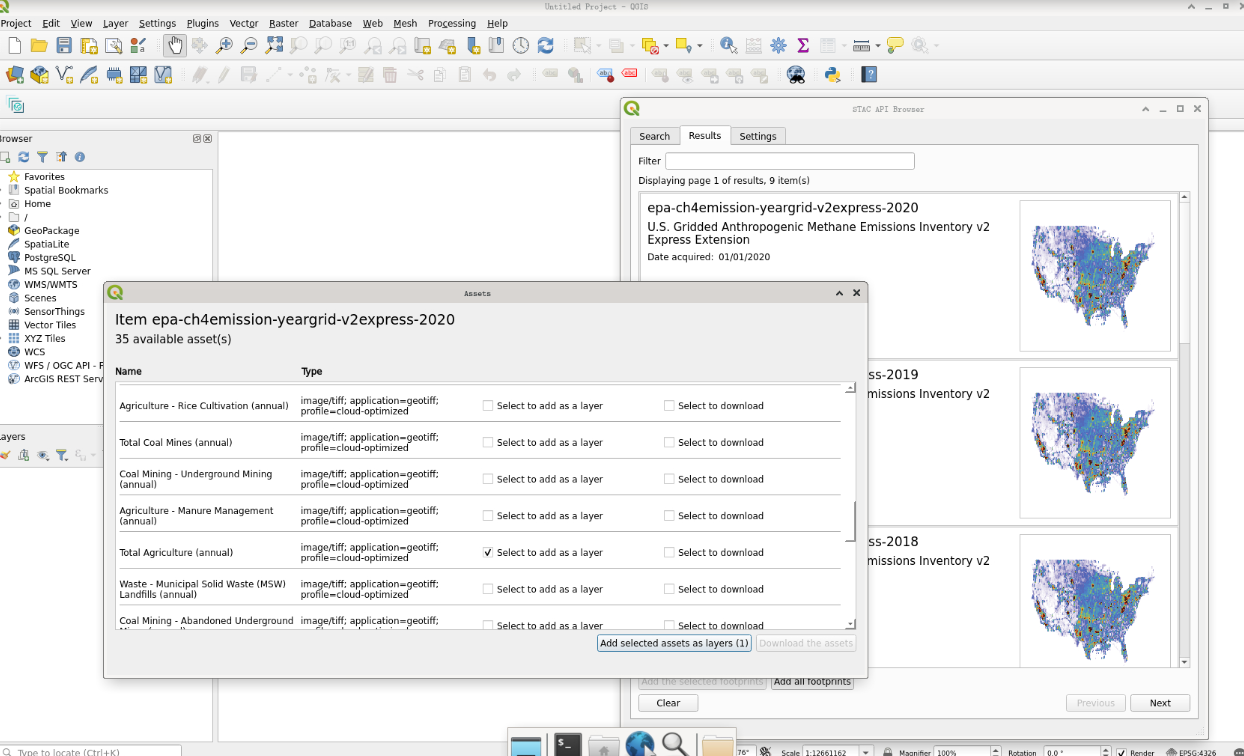 Untitled Project - QGIS
Project Edit View Layer Settings Plugins Vector Raster Database Web Mesh Processing Help
STAC API Browser
Browser
Search Results Settings
Filter
Displaying page 1 of results, 9 item(s)
Favorites
Spatial Bookmarks
Home
/
GeoPackage
SpatiaLite
PostgreSQL
MS SQL Server
WMS/WMTS
Scenes
SensorThings
Vector Tiles
XYZ Tiles
WCS
WFS / OGC API - F
ArcGIS REST Serv
epa-ch4emission-yeargrid-v2express-2020
U.S. Gridded Anthropogenic Methane Emissions Inventory v2
Express Extension
Date acquired: 01/01/2020
ss-2019
missions Inventory v2
ss-2018
missions Inventory v2
Assets
Item epa-ch4emission-yeargrid-v2express-2020
35 available asset(s)
Name Type
Agriculture - Rice Cultivation (annual) image/tiff; application=geotiff; profile=cloud-optimized Select to add as a layer Select to download
Total Coal Mines (annual) image/tiff; application=geotiff; profile=cloud-optimized Select to add as a layer Select to download
Coal Mining - Underground Mining (annual) image/tiff; application=geotiff; profile=cloud-optimized Select to add as a layer Select to download
Agriculture - Manure Management (annual) image/tiff; application=geotiff; profile=cloud-optimized Select to add as a layer Select to download
Total Agriculture (annual) image/tiff; application=geotiff; profile=cloud-optimized Select to add as a layer Select to download
Waste - Municipal Solid Waste (MSW) Landfills (annual) image/tiff; application=geotiff; profile=cloud-optimized Select to add as a layer Select to download
Coal Mining - Abandoned Underground image/tiff; application=geotiff; Select to add as a layer Select to download
Add selected assets as layers (1) Download the assets
Layers
Add the selected footprints Add all footprints
Clear Previous Next
Type to locate (Ctrl+K)
76° Scale 1:12661162 Magnifier 100% Rotation 0.0 ° Render EPSG:4326